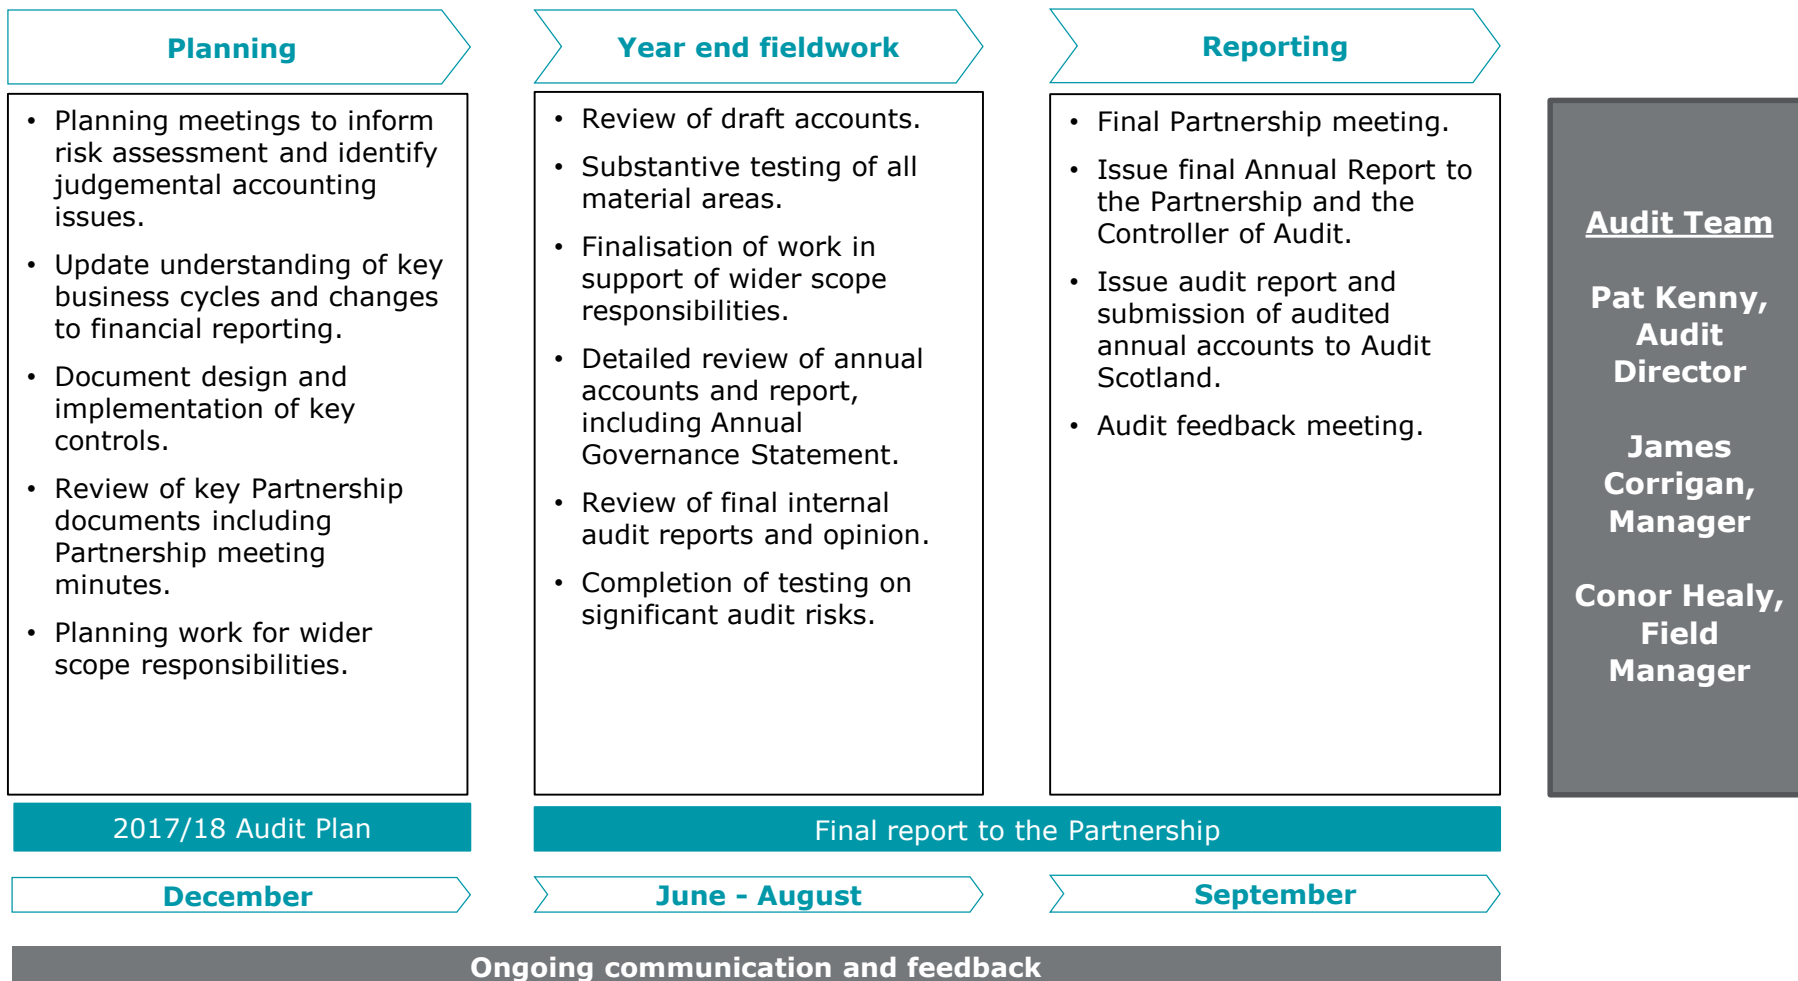 Planning
• Planning meetings to inform
risk assessment and identify
judgemental accounting
issues.
• Update understanding of key
business cycles and changes
to financial reporting.
• Document design and
implementation of key
controls.
• Review of key Partnership
documents including
Partnership meeting
minutes.
• Planning work for wider
scope responsibilities.
2017/18 Audit Plan
December
Year end fieldwork
• Review of draft accounts.
• Substantive testing of all
material areas.
• Finalisation of work in
support of wider scope
responsibilities.
• Detailed review of annual
accounts and report,
including Annual
Governance Statement.
• Review of final internal
audit reports and opinion.
• Completion of testing on
significant audit risks.
June - August
Reporting
• Final Partnership meeting.
• Issue final Annual Report to
the Partnership and the
Controller of Audit.
• Issue audit report and
submission of audited
annual accounts to Audit
Scotland.
• Audit feedback meeting.
Final report to the Partnership
September
Audit Team
Pat Kenny,
Audit
Director
James
Corrigan,
Manager
Conor Healy,
Field
Manager
Ongoing communication and feedback